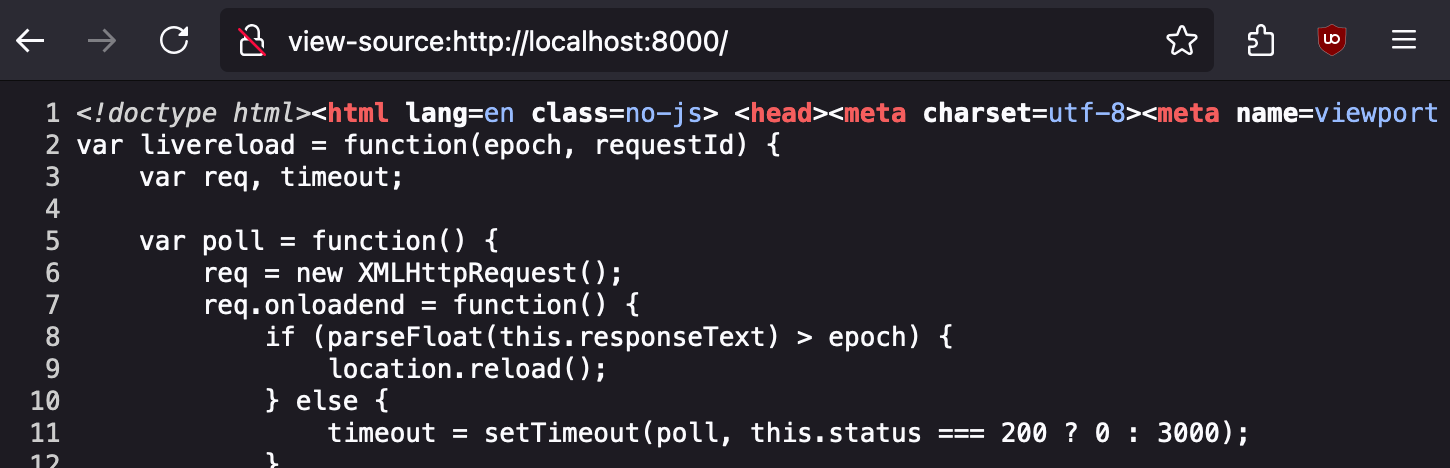 view-source:http://localhost:8000/
uo
1 <!doctype html><html lang=en class=no-js> <head><meta charset=utf-8><meta name=viewport
2 var livereload = function(epoch, requestId) {
3     var req, timeout;
4
5     var poll = function() {
6         req = new XMLHttpRequest();
7         req.onloadend = function() {
8             if (parseFloat(this.responseText) > epoch) {
9                 location.reload();
10             } else {
11                 timeout = setTimeout(poll, this.status === 200 ? 0 : 3000);
12             }